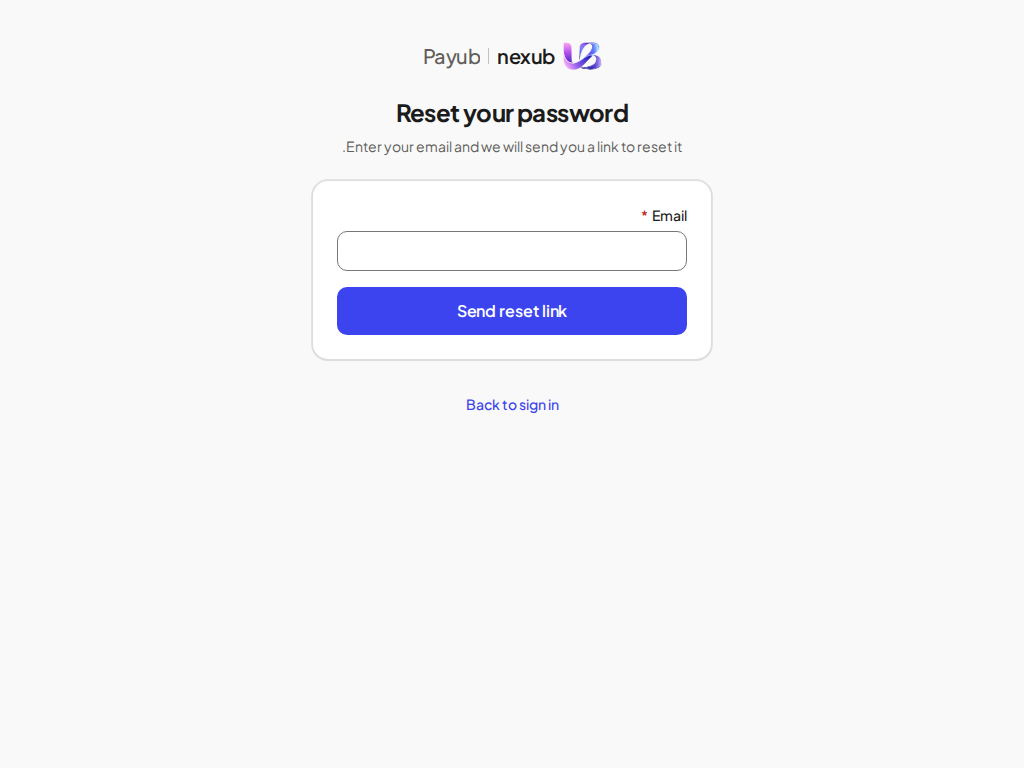 Payub | nexub
Reset your password
.Enter your email and we will send you a link to reset it
* Email
Send reset link
Back to sign in